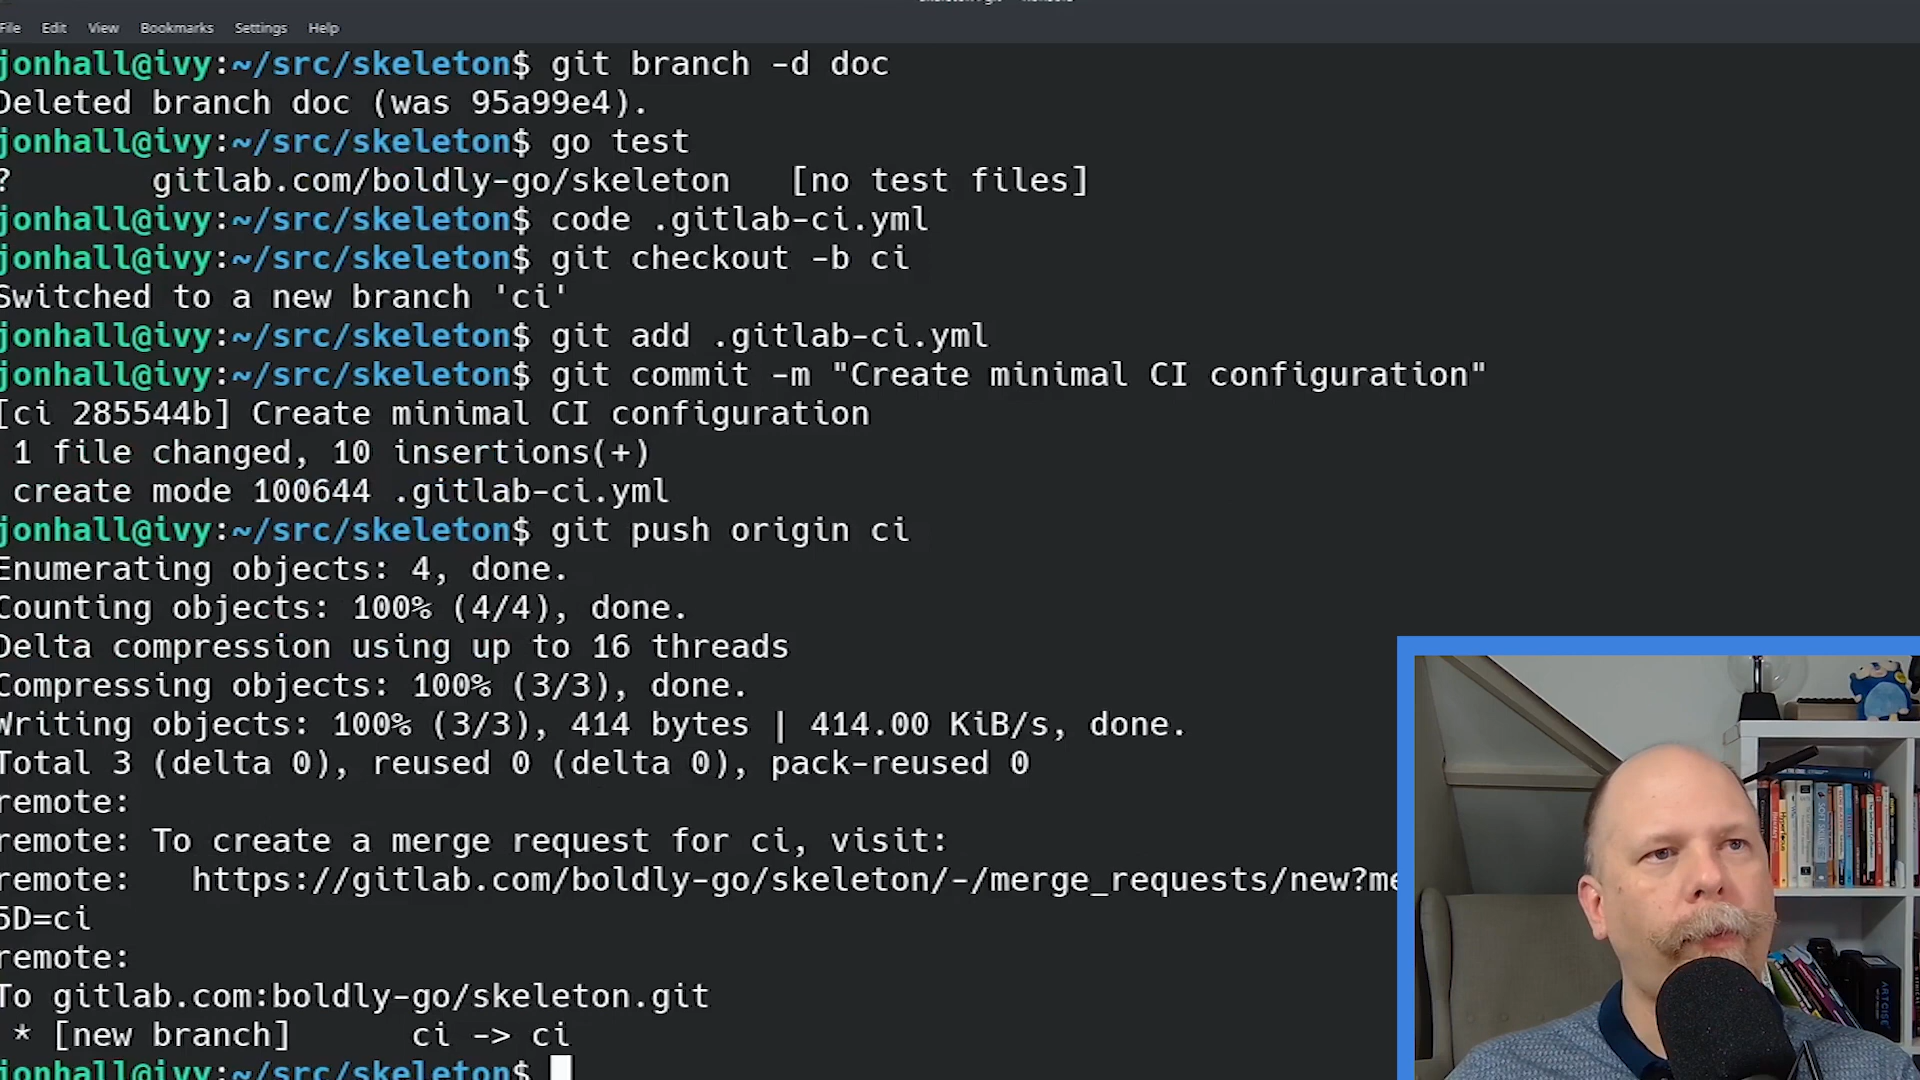 File Edit View Bookmarks Settings Help
jonhall@ivy:~/src/skeleton$ git branch -d doc
Deleted branch doc (was 95a99e4).
jonhall@ivy:~/src/skeleton$ go test
?       gitlab.com/boldly-go/skeleton   [no test files]
jonhall@ivy:~/src/skeleton$ code .gitlab-ci.yml
jonhall@ivy:~/src/skeleton$ git checkout -b ci
Switched to a new branch 'ci'
jonhall@ivy:~/src/skeleton$ git add .gitlab-ci.yml
jonhall@ivy:~/src/skeleton$ git commit -m "Create minimal CI configuration"
[ci 285544b] Create minimal CI configuration
 1 file changed, 10 insertions(+)
 create mode 100644 .gitlab-ci.yml
jonhall@ivy:~/src/skeleton$ git push origin ci
Enumerating objects: 4, done.
Counting objects: 100% (4/4), done.
Delta compression using up to 16 threads
Compressing objects: 100% (3/3), done.
Writing objects: 100% (3/3), 414 bytes | 414.00 KiB/s, done.
Total 3 (delta 0), reused 0 (delta 0), pack-reused 0
remote:
remote: To create a merge request for ci, visit:
remote:   https://gitlab.com/boldly-go/skeleton/-/merge_requests/new?me
5D=ci
remote:
To gitlab.com:boldly-go/skeleton.git
 * [new branch]      ci -> ci
jonhall@ivy:~/src/skeleton$